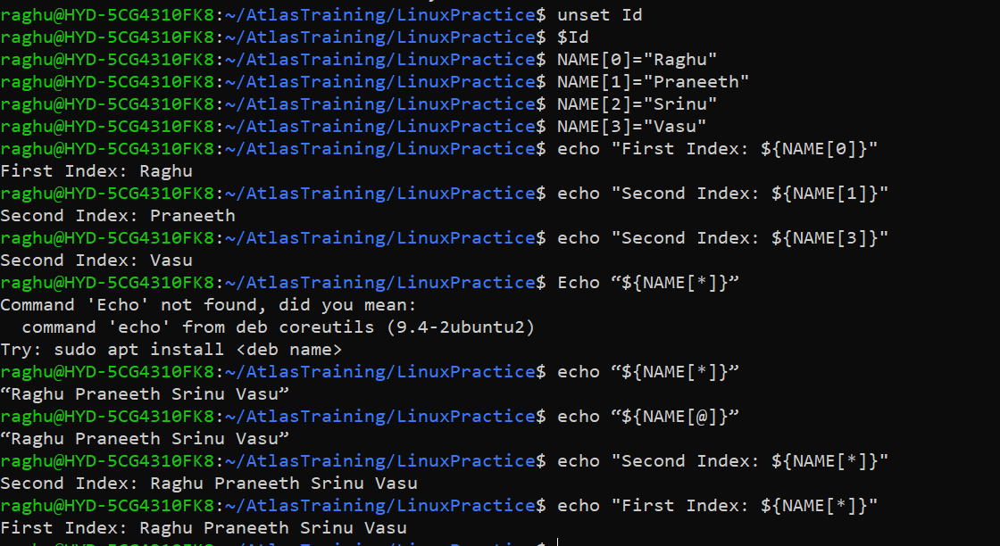 raghu@HYD-5CG4310FK8:~/AtlasTraining/LinuxPractice$ unset Id
raghu@HYD-5CG4310FK8:~/AtlasTraining/LinuxPractice$ $Id
raghu@HYD-5CG4310FK8:~/AtlasTraining/LinuxPractice$ NAME[0]="Raghu"
raghu@HYD-5CG4310FK8:~/AtlasTraining/LinuxPractice$ NAME[1]="Praneeth"
raghu@HYD-5CG4310FK8:~/AtlasTraining/LinuxPractice$ NAME[2]="Srinu"
raghu@HYD-5CG4310FK8:~/AtlasTraining/LinuxPractice$ NAME[3]="Vasu"
raghu@HYD-5CG4310FK8:~/AtlasTraining/LinuxPractice$ echo "First Index: ${NAME[0]}"
First Index: Raghu
raghu@HYD-5CG4310FK8:~/AtlasTraining/LinuxPractice$ echo "Second Index: ${NAME[1]}"
Second Index: Praneeth
raghu@HYD-5CG4310FK8:~/AtlasTraining/LinuxPractice$ echo "Second Index: ${NAME[3]}"
Second Index: Vasu
raghu@HYD-5CG4310FK8:~/AtlasTraining/LinuxPractice$ Echo “${NAME[*]}”
Command 'Echo' not found, did you mean:
  command 'echo' from deb coreutils (9.4-2ubuntu2)
Try: sudo apt install <deb name>
raghu@HYD-5CG4310FK8:~/AtlasTraining/LinuxPractice$ echo “${NAME[*]}”
“Raghu Praneeth Srinu Vasu”
raghu@HYD-5CG4310FK8:~/AtlasTraining/LinuxPractice$ echo “${NAME[@]}”
“Raghu Praneeth Srinu Vasu”
raghu@HYD-5CG4310FK8:~/AtlasTraining/LinuxPractice$ echo "Second Index: ${NAME[*]}"
Second Index: Raghu Praneeth Srinu Vasu
raghu@HYD-5CG4310FK8:~/AtlasTraining/LinuxPractice$ echo "First Index: ${NAME[*]}"
First Index: Raghu Praneeth Srinu Vasu